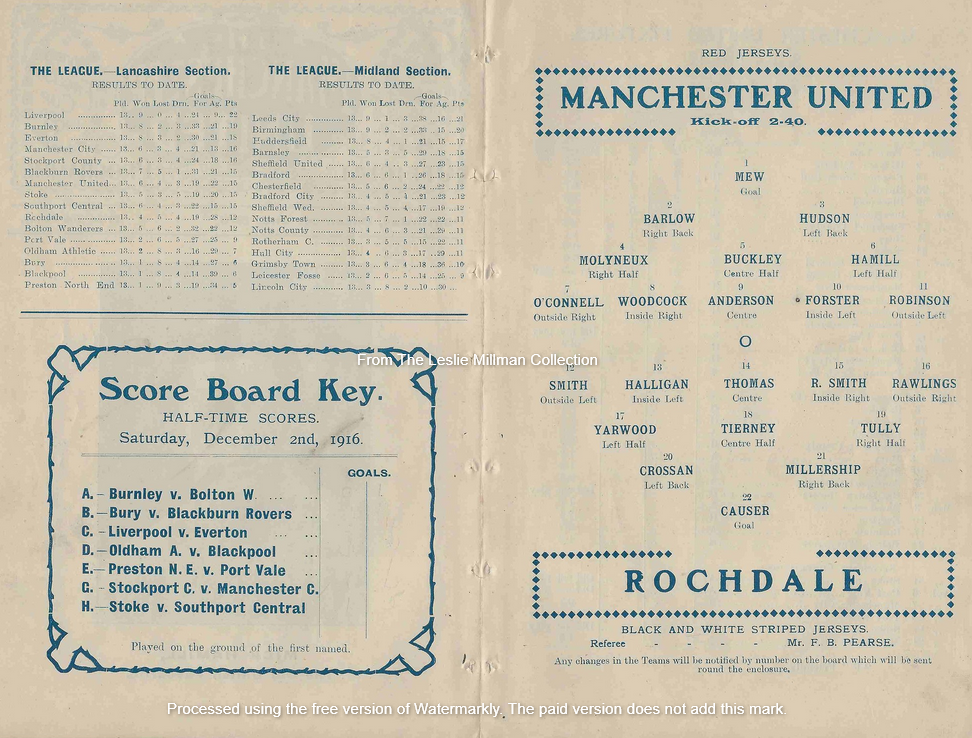 THE LEAGUE.—Lancashire Section.
RESULTS TO DATE.
—Goals—
Pld. Won Lost Drn. For Ag. Pts
Liverpool ............ 13... 9 ... 0 ... 4 ...24 ... 9... 22
Burnley ............ 13... 8 ... 2 ... 3 ...33 ...21 ...19
Everton ............ 13... 8 ... 3 ... 2 ...30 ...21 ...18
Manchester City ...... 13... 6 ... 3 ... 4 ...21 ...13 ...16
Stockport County ... 13... 6 ... 3 ... 4 ...24 ...18 ...16
Blackburn Rovers ... 13... 7 ... 5 ... 1 ...31 ...21 ...15
Manchester United... 13... 6 ... 4 ... 3 ...19 ...22 ...15
Stoke ............ 13... 5 ... 3 ... 5 ...19 ...20 ...15
Southport Central ... 13... 6 ... 4 ... 3 ...22 ...15 ...15
Rochdale ............ 13... 4 ... 5 ... 4 ...19 ...28 ...12
Bolton Wanderers ... 13... 5 ... 6 ... 2 ...32 ...22 ...12
Port Vale ............ 13... 2 ... 6 ... 5 ...27 ...25 ... 9
Oldham Athletic ...... 13... 2 ... 8 ... 3 ...16 ...29 ... 7
Bury ............ 13... 1 ... 8 ... 4 ...14 ...27 ... 6
Blackpool ............ 13... 1 ... 8 ... 4 ...14 ...39 ... 6
Preston North End 13... 1 ... 9 ... 3 ...19 ...34 ... 5
THE LEAGUE.—Midland Section.
RESULTS TO DATE.
—Goals—
Pld. Won Lost Drn. For Ag. Pts
Leeds City ............ 13... 9 ... 1 ... 3 ...38 ...16 ...21
Birmingham ............ 13... 9 ... 2 ... 2 ...33 ...15 ...20
Huddersfield ......... 13... 8 ... 4 ... 1 ...21 ...15 ...17
Barnsley ............ 13... 5 ... 3 ... 5 ...29 ...18 ...15
Sheffield United ...... 13... 6 ... 4 ... 3 ...27 ...23 ...15
Bradford ............ 13... 6 ... 6 ... 1 ...26 ...18 ...15
Chesterfield ......... 13... 5 ... 6 ... 2 ...24 ...22 ...12
Bradford City ......... 13... 4 ... 5 ... 4 ...21 ...23 ...12
Sheffield Wed. ...... 13... 4 ... 5 ... 4 ...17 ...19 ...12
Notts Forest ......... 13... 5 ... 7 ... 1 ...22 ...22 ...11
Notts County ......... 13... 4 ... 6 ... 3 ...21 ...29 ...11
Rotherham C. ......... 13... 3 ... 5 ... 5 ...15 ...22 ...11
Hull City ............ 13... 4 ... 6 ... 3 ...17 ...29 ...11
Grimsby Town ......... 13... 3 ... 6 ... 4 ...18 ...36 ...10
Leicester Fosse ...... 13... 2 ... 6 ... 5 ...14 ...25 ... 9
Lincoln City ......... 13... 3 ... 8 ... 2 ...10 ...30 ...
Score Board Key.
HALF-TIME SCORES.
Saturday, December 2nd, 1916.
GOALS.
A.—Burnley v. Bolton W. ... ...
B.—Bury v. Blackburn Rovers ...
C.—Liverpool v. Everton ... ...
D.—Oldham A. v. Blackpool ...
E.—Preston N. E. v. Port Vale ...
G.—Stockport C. v. Manchester C.
H.—Stoke v. Southport Central
Played on the ground of the first named.
RED JERSEYS.
MANCHESTER UNITED
Kick-off 2-40.
1
MEW
Goal
2 3
BARLOW HUDSON
Right Back Left Back
4 5 6
MOLYNEUX BUCKLEY HAMILL
Right Half Centre Half Left Half
7 8 9 10 11
O'CONNELL WOODCOCK ANDERSON FORSTER ROBINSON
Outside Right Inside Right Centre Inside Left Outside Left
O
From The Leslie Millman Collection
12 13 14 15 16
SMITH HALLIGAN THOMAS R. SMITH RAWLINGS
Outside Left Inside Left Centre Inside Right Outside Right
17 18 19
YARWOOD TIERNEY TULLY
Left Half Centre Half Right Half
20 21
CROSSAN MILLERSHIP
Left Back Right Back
22
CAUSER
Goal
ROCHDALE
BLACK AND WHITE STRIPED JERSEYS.
Referee - - - - Mr. F. B. PEARSE.
Any changes in the Teams will be notified by number on the board which will be sent
round the enclosure.
Processed using the free version of Watermarkly. The paid version does not add this mark.